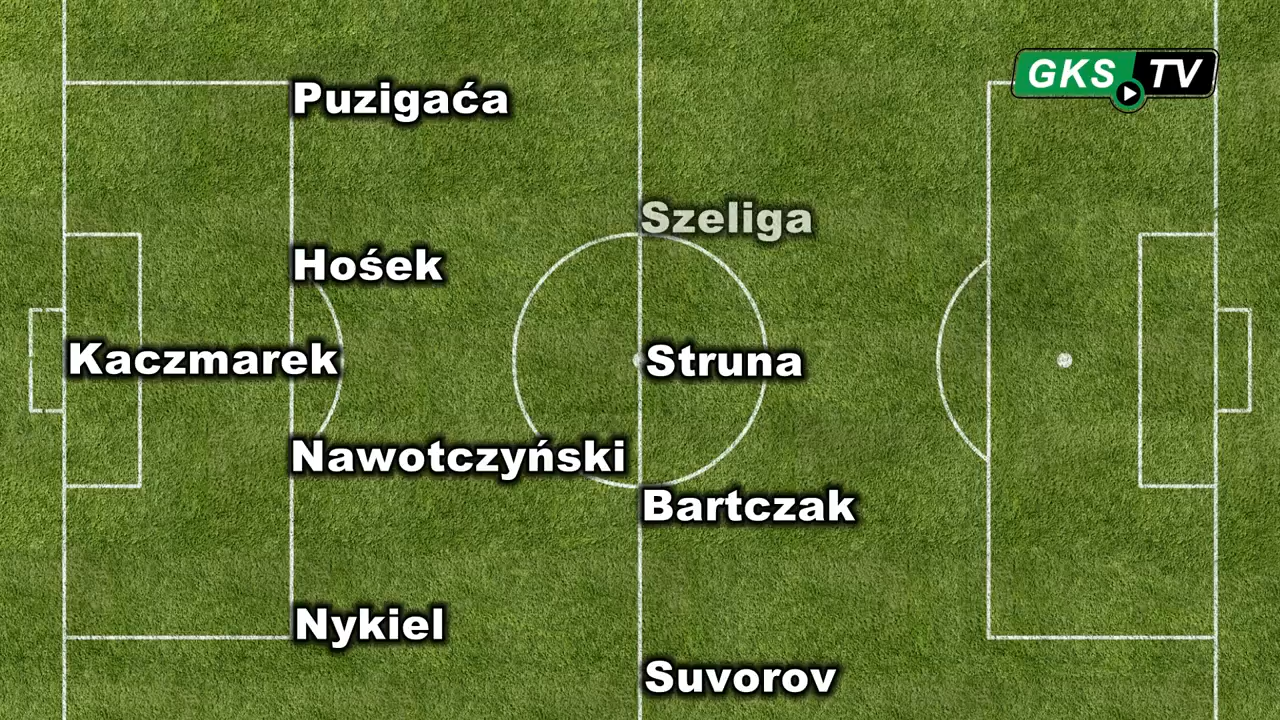 GKS TV
Puzigaća
Szeliga
Hośek
Kaczmarek
Struna
Nawotczyński
Bartczak
Nykiel
Suvorov